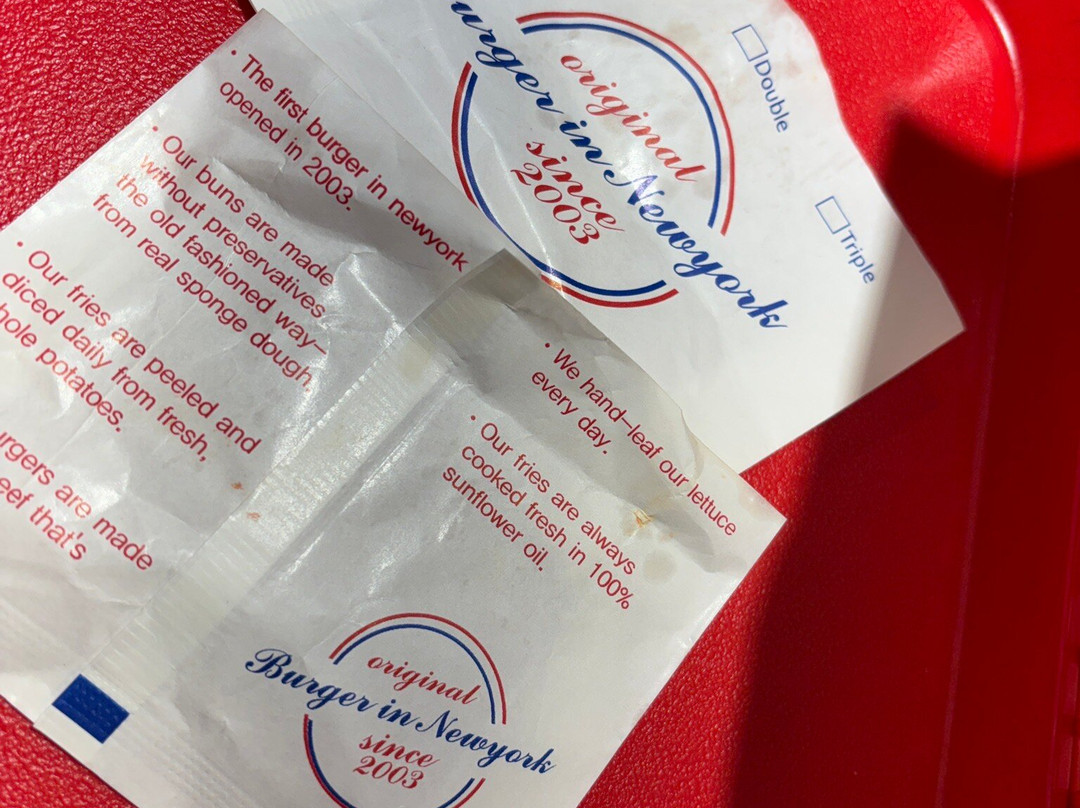 original
urger in Newyork
since
2003
Double
Triple
• The first burger in newyork
opened in 2003.
• Our buns are made
without preservatives
the old fashioned way—
from real sponge dough.
• Our fries are peeled and
diced daily from fresh,
hole potatoes.
urgers are made
eef that's
• We hand-leaf our lettuce
every day.
• Our fries are always
cooked fresh in 100%
sunflower oil.
original
Burger in Newyork
since
2003